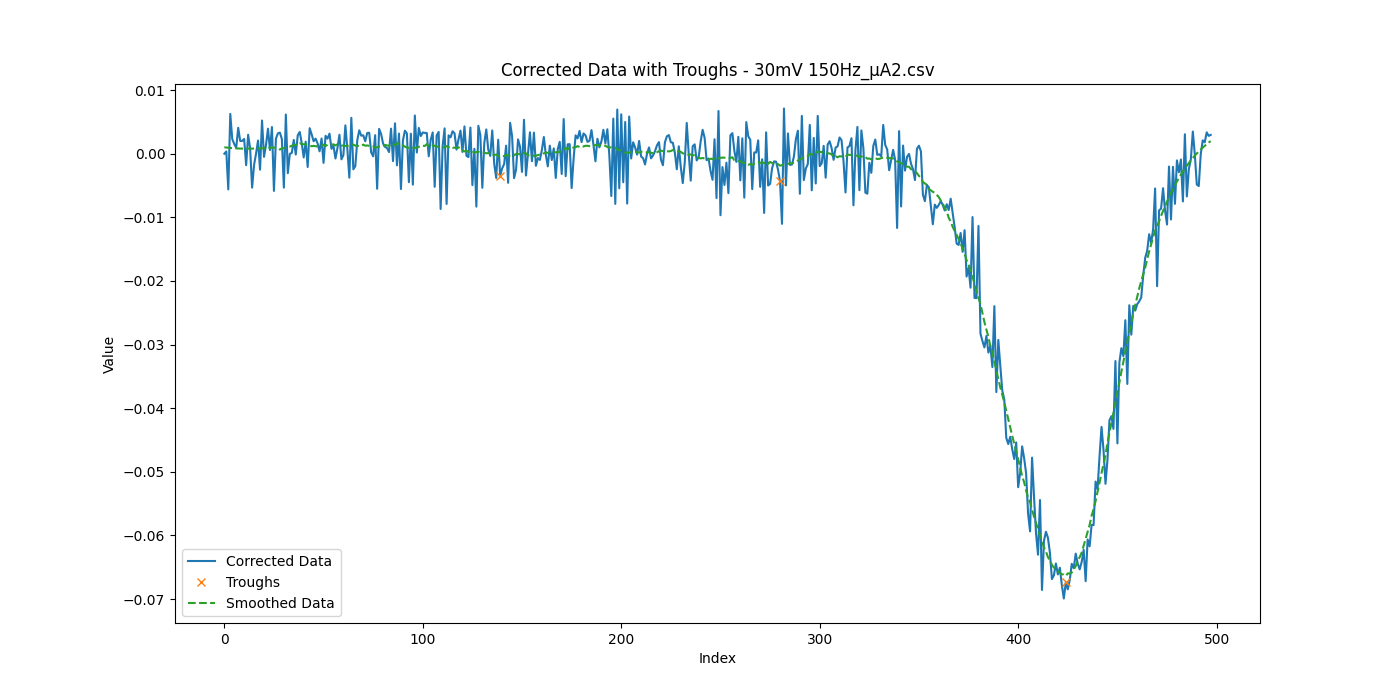 Corrected Data with Troughs - 30mV 150Hz_μA2.csv
0.01
0.00
−0.01
−0.02
−0.03
−0.04
−0.05
−0.06
−0.07
Value
Corrected Data
Troughs
Smoothed Data
0 100 200 300 400 500
Index